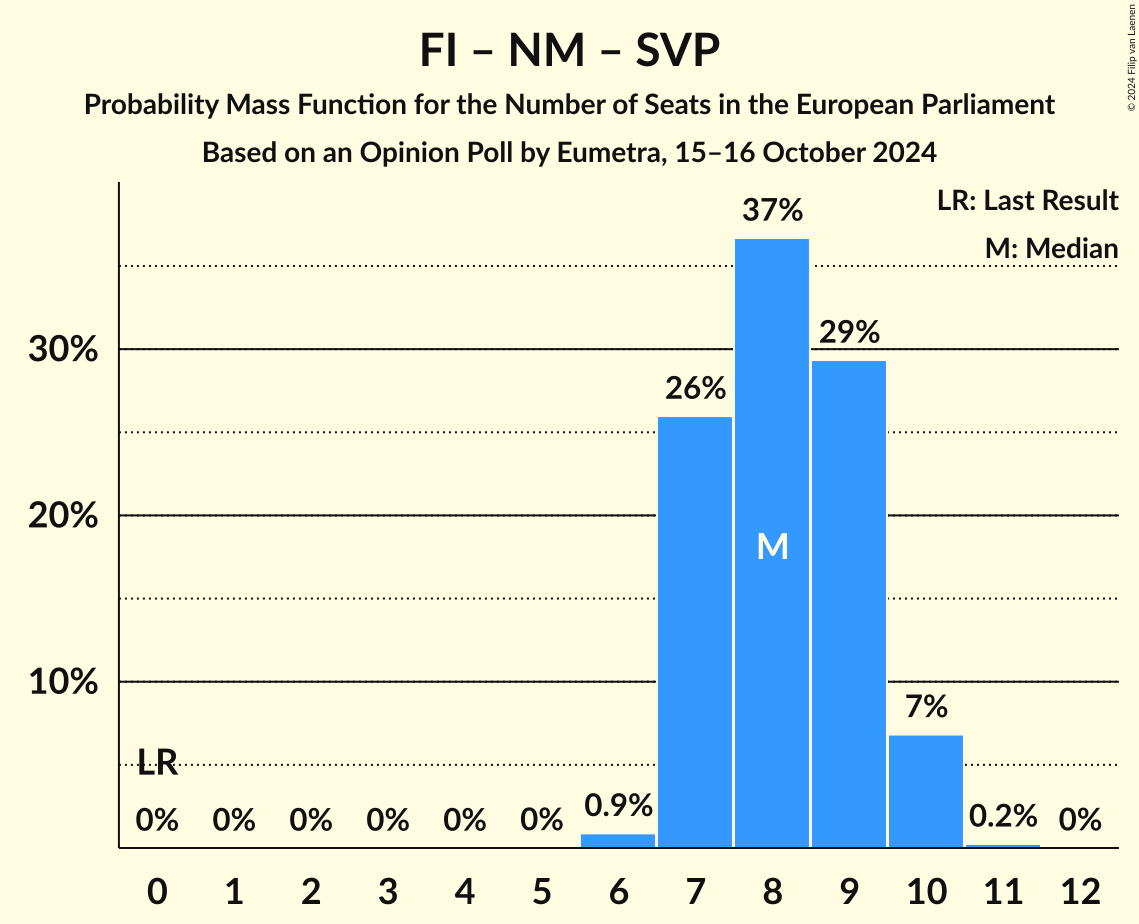 FI – NM – SVP
Probability Mass Function for the Number of Seats in the European Parliament
Based on an Opinion Poll by Eumetra, 15–16 October 2024
© 2024 Filip van Laenen
LR: Last Result
M: Median
37%
29%
30%
26%
20%
M
10%
7%
LR
0% 0% 0% 0% 0% 0% 0.9% 0.2% 0%
0 1 2 3 4 5 6 7 8 9 10 11 12